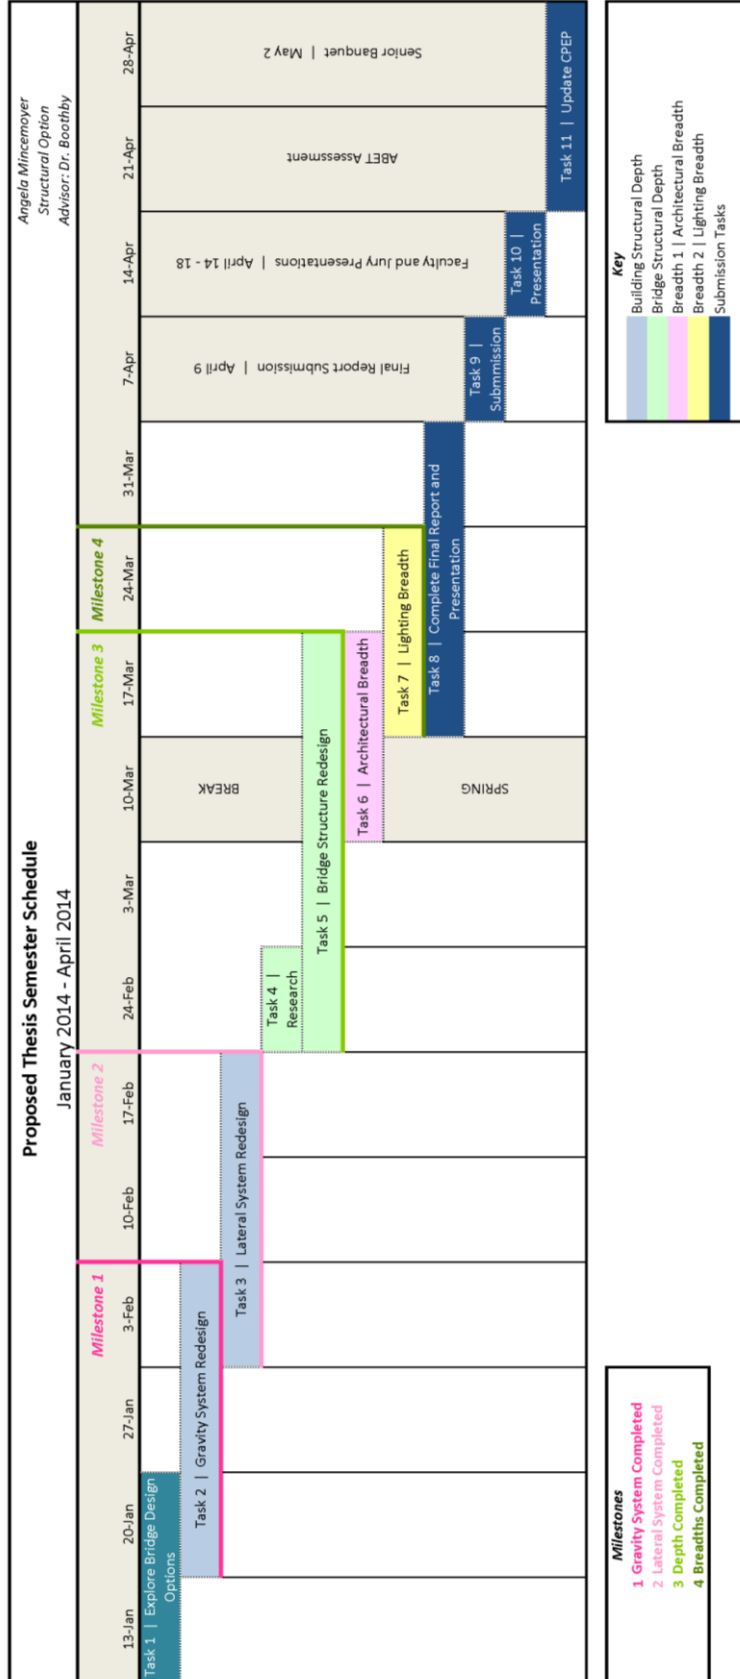 Proposed Thesis Semester Schedule
January 2014 - April 2014
Angela Mincemoyer
Structural Option
Advisor: Dr. Boothby
Milestone 1
Milestone 2
Milestone 3
Milestone 4
13-Jan
20-Jan
27-Jan
3-Feb
10-Feb
17-Feb
24-Feb
3-Mar
10-Mar
17-Mar
24-Mar
31-Mar
7-Apr
14-Apr
21-Apr
28-Apr
Task 1 | Explore Bridge Design
Options
Task 2 | Gravity System Redesign
Task 3 | Lateral System Redesign
Task 4 |
Research
Task 5 | Bridge Structure Redesign
Task 6 | Architectural Breadth
Task 7 | Lighting Breadth
Task 8 | Complete Final Report and
Presentation
Task 9 |
Submmission
Task 10 |
Presentation
Task 11 | Update CPEP
SPRING
BREAK
Final Report Submission | April 9
Faculty and Jury Presentations | April 14 - 18
ABET Assessment
Senior Banquet | May 2
Milestones
1 Gravity System Completed
2 Lateral System Completed
3 Depth Completed
4 Breadths Completed
Key
Building Structural Depth
Bridge Structural Depth
Breadth 1 | Architectural Breadth
Breadth 2 | Lighting Breadth
Submission Tasks